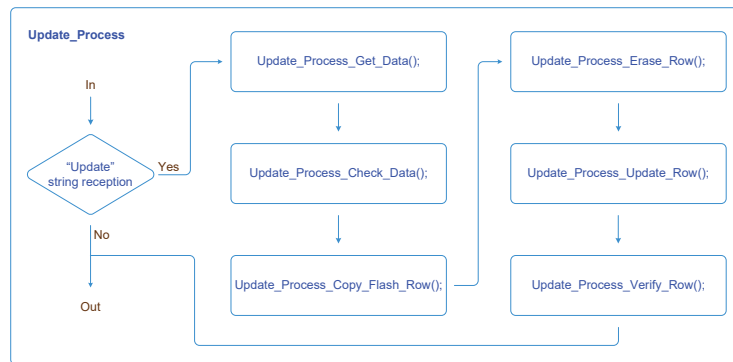 Update_Process
In
“Update”
string reception
Yes
No
Out
Update_Process_Get_Data();
Update_Process_Check_Data();
Update_Process_Copy_Flash_Row();
Update_Process_Erase_Row();
Update_Process_Update_Row();
Update_Process_Verify_Row();